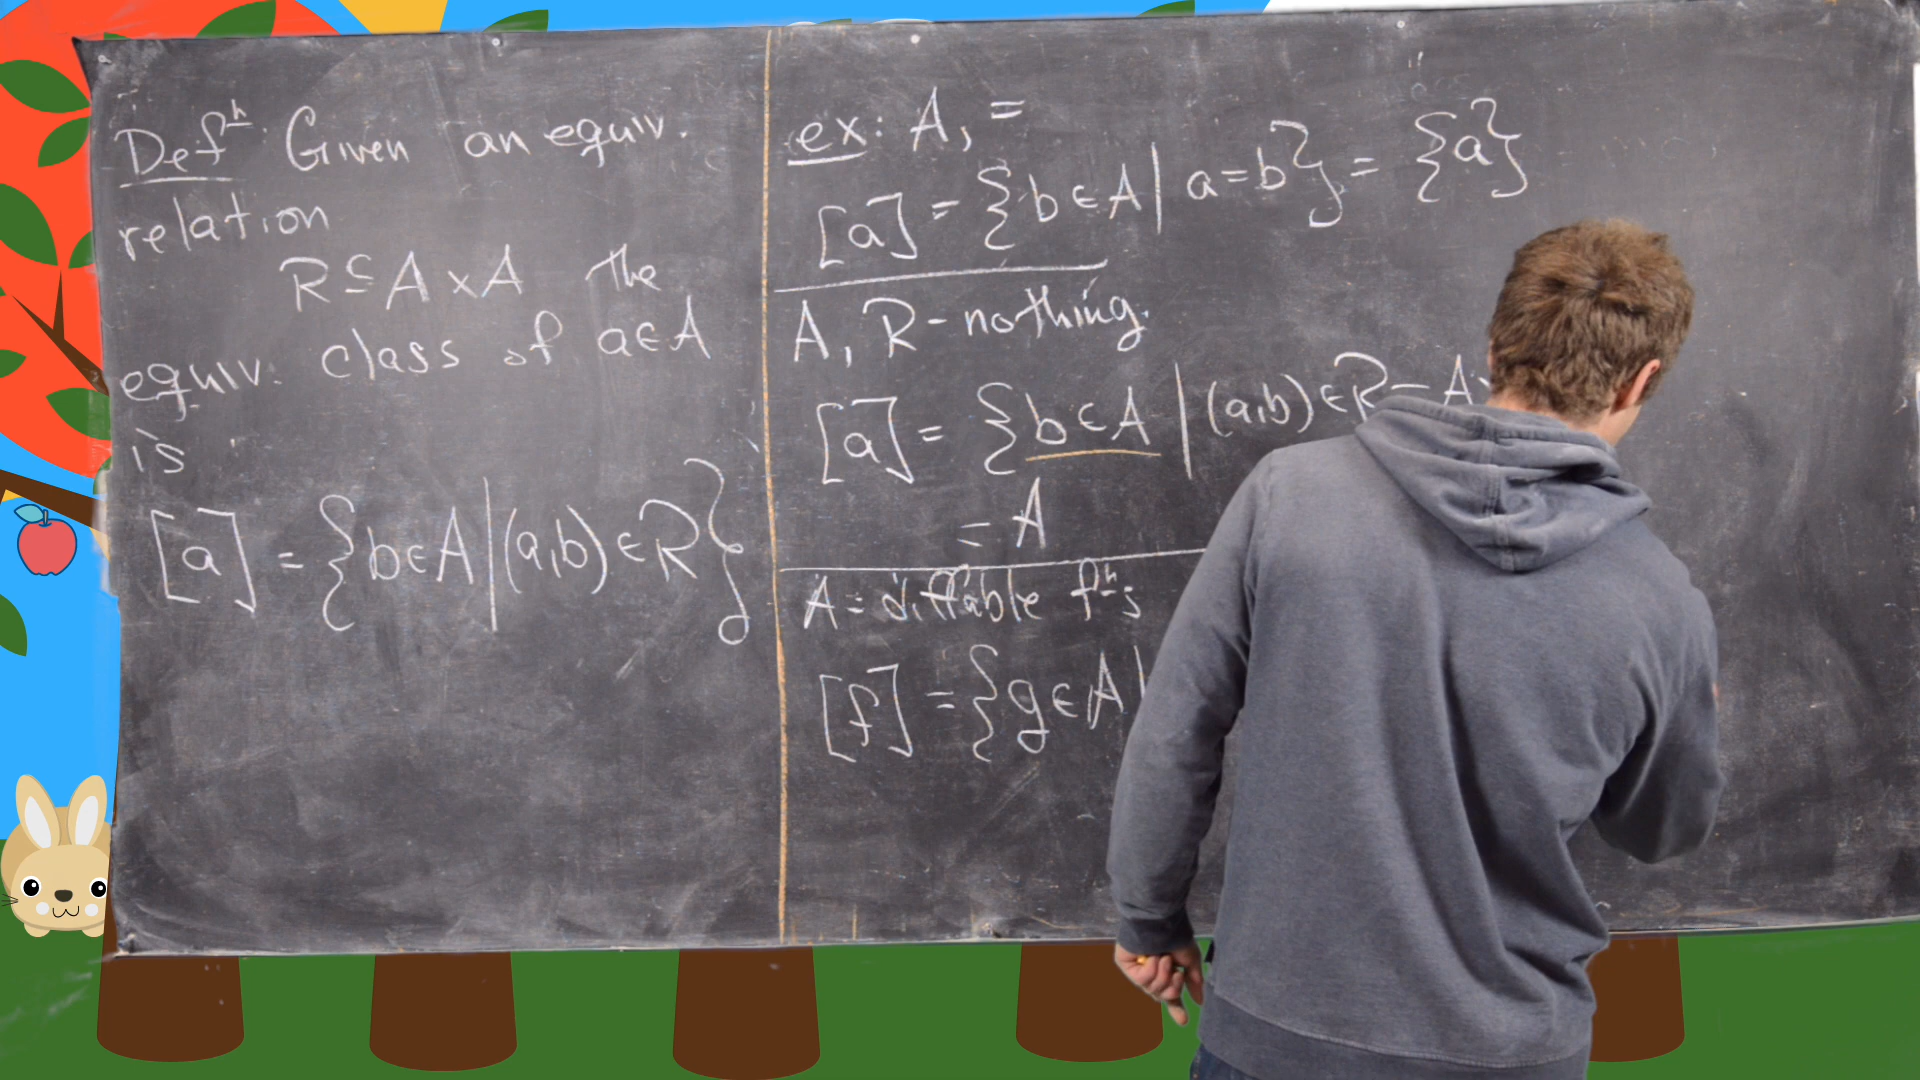 Defⁿ. Given an equiv.
relation
R ⊆ A × A the
equiv. class of a∈A
is
[a] = {b∈A | (a,b) ∈ R}
ex: A, =
[a] = {b∈A | a=b} = {a}
A, R - nothing.
[a] = {b∈A | (a,b) ∈ R = A
= A
A = diffable fⁿs
[f] = {g∈A |